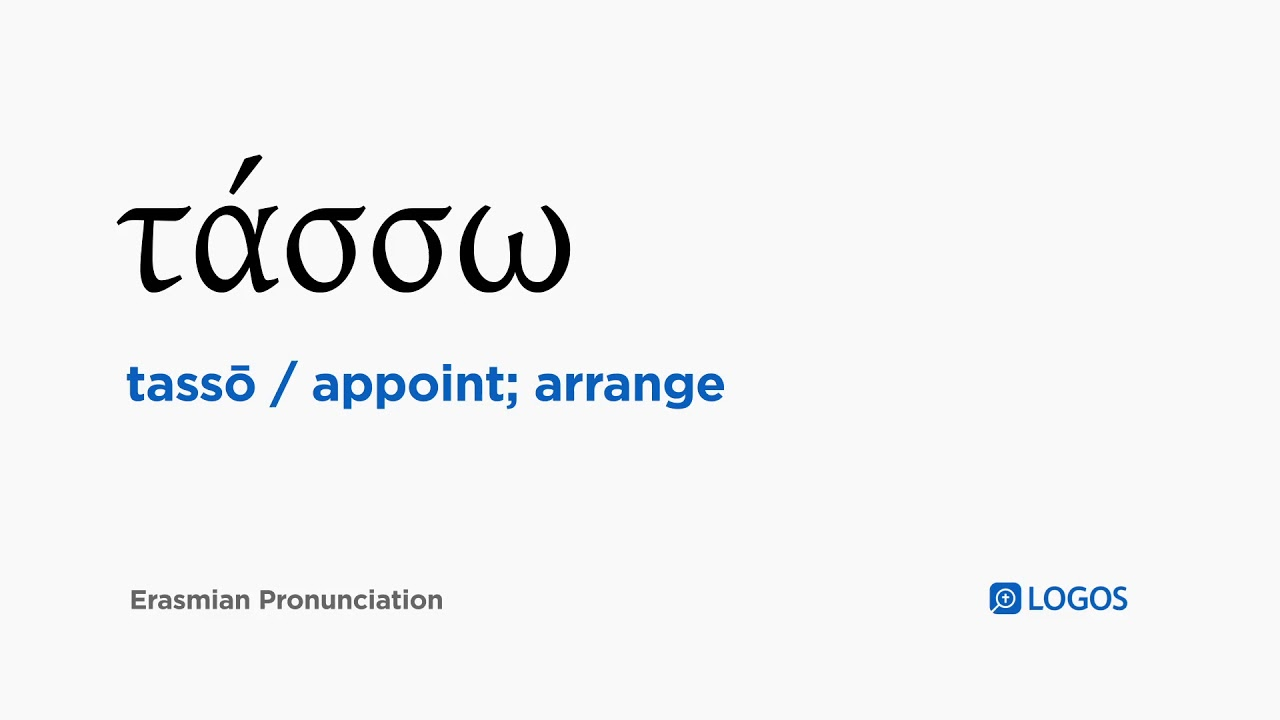 τάσσω
tassō / appoint; arrange
Erasmian Pronunciation
LOGOS